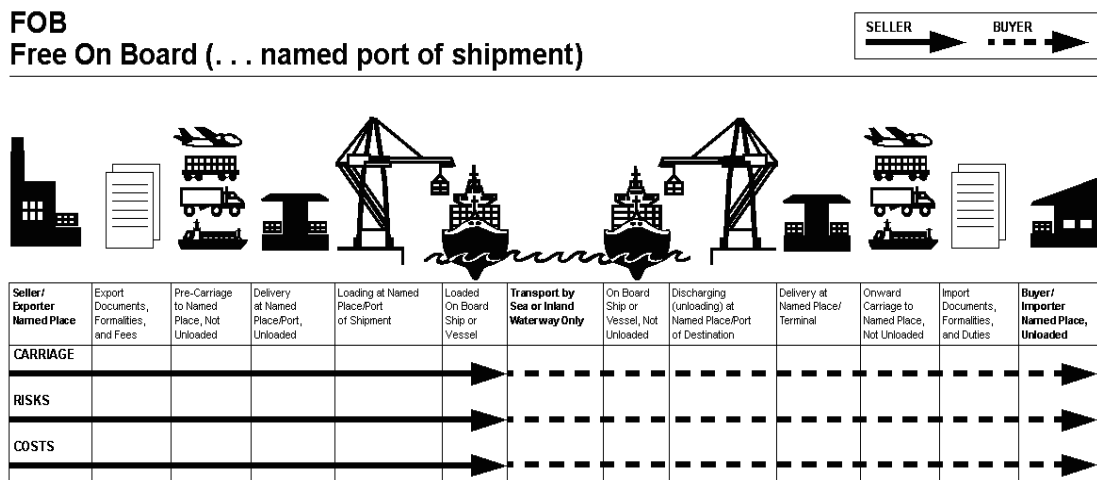 FOB
Free On Board (. . . named port of shipment)
SELLER
BUYER
Seller/
Exporter
Named Place
Export
Documents,
Formalities,
and Fees
Pre-Carriage
to Named
Place, Not
Unloaded
Delivery
at Named
Place/Port,
Unloaded
Loading at Named
Place/Port
of Shipment
Loaded
On Board
Ship or
Vessel
Transport by
Sea or Inland
Waterway Only
On Board
Ship or
Vessel, Not
Unloaded
Discharging
(unloading) at
Named Place/Port
of Destination
Delivery at
Named Place/
Terminal
Onward
Carriage to
Named Place,
Not Unloaded
Import
Documents,
Formalities,
and Duties
Buyer/
Importer
Named Place,
Unloaded
CARRIAGE
RISKS
COSTS